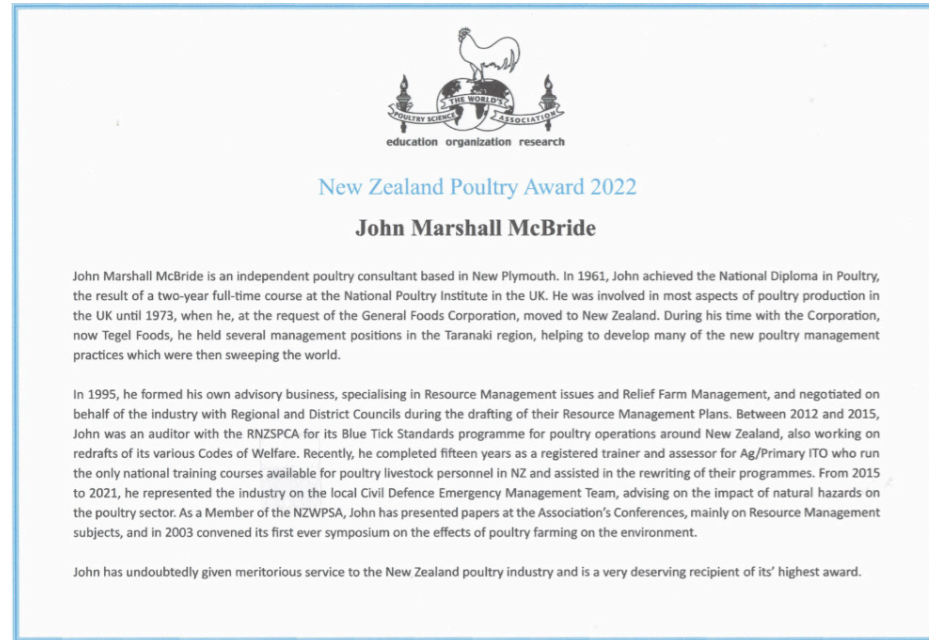 THE WORLD'S
POULTRY SCIENCE ASSOCIATION
education organization research
New Zealand Poultry Award 2022
John Marshall McBride
John Marshall McBride is an independent poultry consultant based in New Plymouth. In 1961, John achieved the National Diploma in Poultry,
the result of a two-year full-time course at the National Poultry Institute in the UK. He was involved in most aspects of poultry production in
the UK until 1973, when he, at the request of the General Foods Corporation, moved to New Zealand. During his time with the Corporation,
now Tegel Foods, he held several management positions in the Taranaki region, helping to develop many of the new poultry management
practices which were then sweeping the world.
In 1995, he formed his own advisory business, specialising in Resource Management issues and Relief Farm Management, and negotiated on
behalf of the industry with Regional and District Councils during the drafting of their Resource Management Plans. Between 2012 and 2015,
John was an auditor with the RNZSPCA for its Blue Tick Standards programme for poultry operations around New Zealand, also working on
redrafts of its various Codes of Welfare. Recently, he completed fifteen years as a registered trainer and assessor for Ag/Primary ITO who run
the only national training courses available for poultry livestock personnel in NZ and assisted in the rewriting of their programmes. From 2015
to 2021, he represented the industry on the local Civil Defence Emergency Management Team, advising on the impact of natural hazards on
the poultry sector. As a Member of the NZWPSA, John has presented papers at the Association's Conferences, mainly on Resource Management
subjects, and in 2003 convened its first ever symposium on the effects of poultry farming on the environment.
John has undoubtedly given meritorious service to the New Zealand poultry industry and is a very deserving recipient of its' highest award.